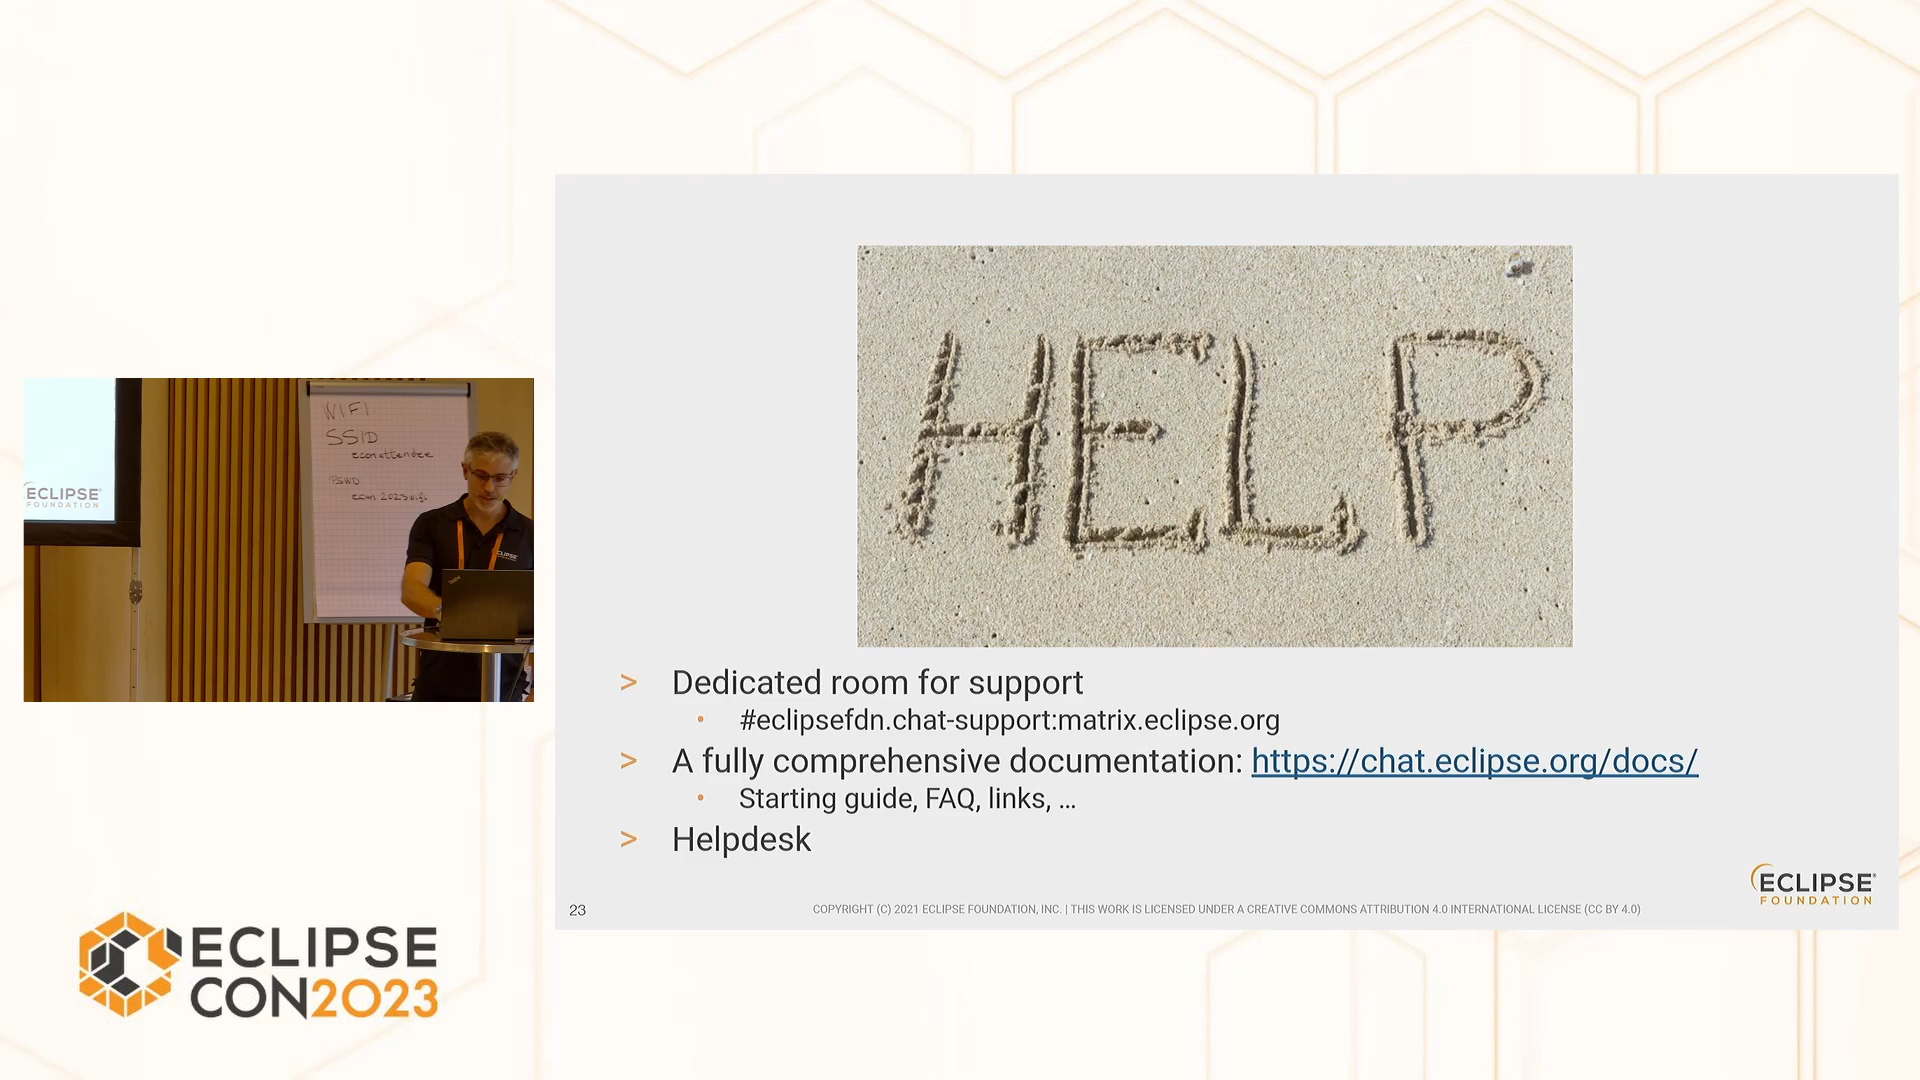 HELP
> Dedicated room for support
• #eclipsefdn.chat-support:matrix.eclipse.org
> A fully comprehensive documentation: https://chat.eclipse.org/docs/
• Starting guide, FAQ, links, ...
> Helpdesk
ECLIPSE
FOUNDATION
23
COPYRIGHT (C) 2021 ECLIPSE FOUNDATION, INC. | THIS WORK IS LICENSED UNDER A CREATIVE COMMONS ATTRIBUTION 4.0 INTERNATIONAL LICENSE (CC BY 4.0)
WIFI
SSID
econattendee
PSWD
econ2023wifi
ECLIPSE
FOUNDATION
ECLIPSE
ECLIPSE
CON2023